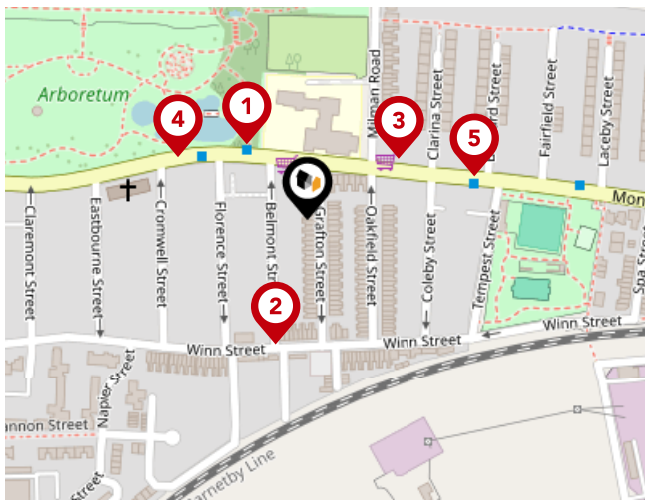 Arboretum
1
4
3
5
2
Milman Road
Clarina Street
Fairfield Street
Laceby Street
Mon
Claremont Street
Eastbourne Street
Cromwell Street
Florence Street
Belmont Str
Grafton Street
Oakfield Street
Coleby Street
Tempest Street
Spa Stre
Winn Street
Winn Street
Winn Street
Napier Street
annon Street
Street
arnetby Line